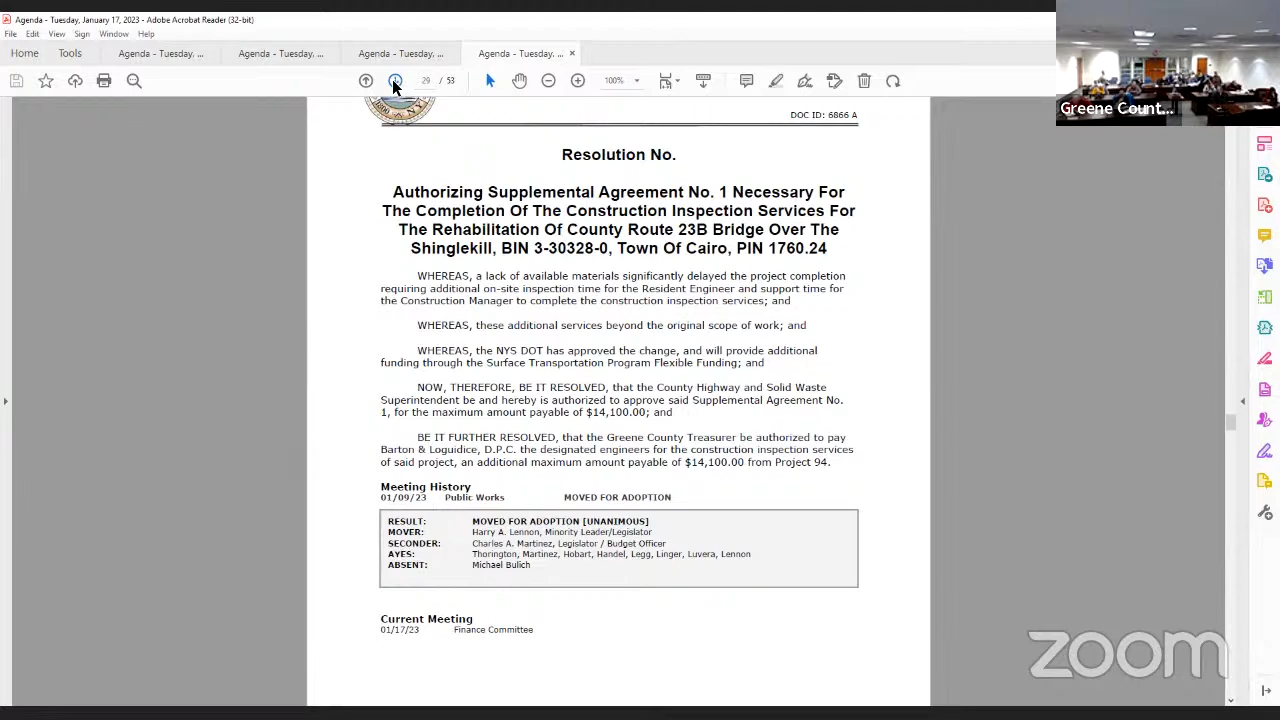 Agenda - Tuesday, January 17, 2023 - Adobe Acrobat Reader (32-bit)
File Edit View Sign Window Help
Home Tools Agenda - Tuesday, ... Agenda - Tuesday, ... Agenda - Tuesday, ... Agenda - Tuesday, ... ×
29 / 53 100%
Greene Count...
DOC ID: 6866 A
Resolution No.
Authorizing Supplemental Agreement No. 1 Necessary For
The Completion Of The Construction Inspection Services For
The Rehabilitation Of County Route 23B Bridge Over The
Shinglekill, BIN 3-30328-0, Town Of Cairo, PIN 1760.24
WHEREAS, a lack of available materials significantly delayed the project completion
requiring additional on-site inspection time for the Resident Engineer and support time for
the Construction Manager to complete the construction inspection services; and
WHEREAS, these additional services beyond the original scope of work; and
WHEREAS, the NYS DOT has approved the change, and will provide additional
funding through the Surface Transportation Program Flexible Funding; and
NOW, THEREFORE, BE IT RESOLVED, that the County Highway and Solid Waste
Superintendent be and hereby is authorized to approve said Supplemental Agreement No.
1, for the maximum amount payable of $14,100.00; and
BE IT FURTHER RESOLVED, that the Greene County Treasurer be authorized to pay
Barton & Loguidice, D.P.C. the designated engineers for the construction inspection services
of said project, an additional maximum amount payable of $14,100.00 from Project 94.
Meeting History
01/09/23 Public Works MOVED FOR ADOPTION
RESULT: MOVED FOR ADOPTION [UNANIMOUS]
MOVER: Harry A. Lennon, Minority Leader/Legislator
SECONDER: Charles A. Martinez, Legislator / Budget Officer
AYES: Thorington, Martinez, Hobart, Handel, Legg, Linger, Luvera, Lennon
ABSENT: Michael Bulich
Current Meeting
01/17/23 Finance Committee
zoom